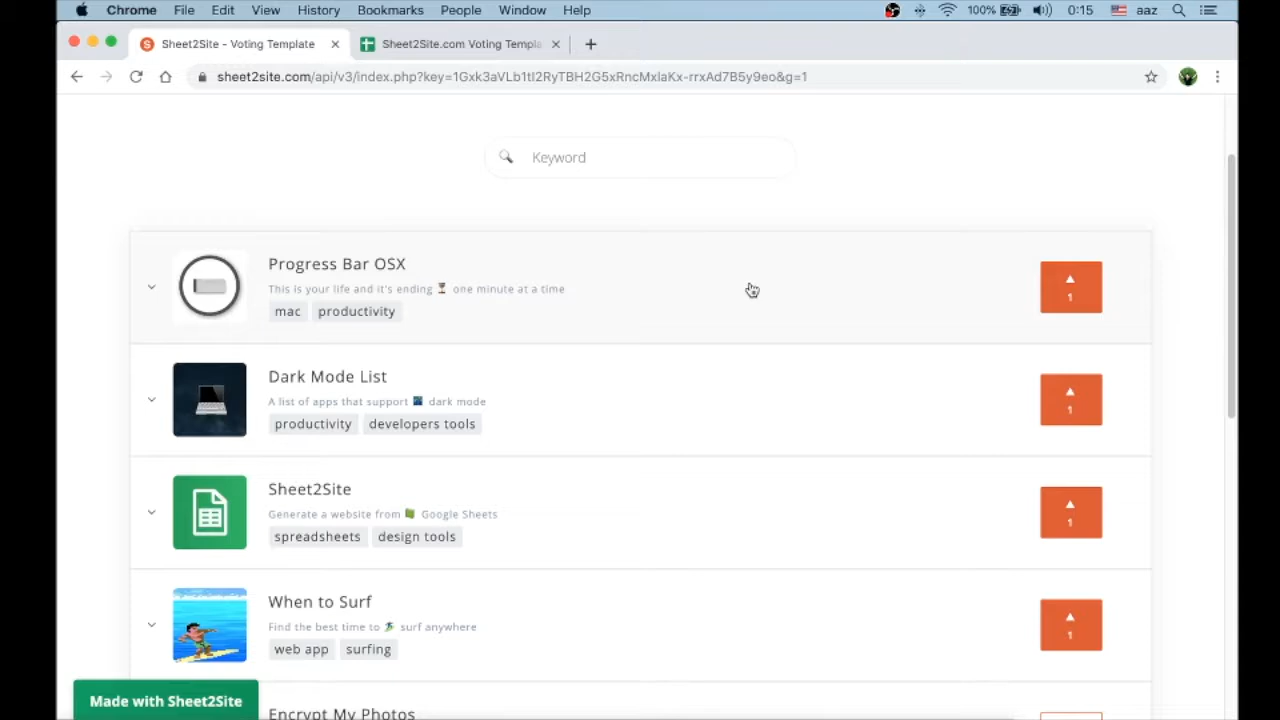 Chrome File Edit View History Bookmarks People Window Help 100% 0:15 aaz
Sheet2Site - Voting Template Sheet2Site.com Voting Templa
sheet2site.com/api/v3/index.php?key=1Gxk3aVLb1tI2RyTBH2G5xRncMxlaKx-rrxAd7B5y9eo&g=1
Keyword
Progress Bar OSX
This is your life and it's ending ⏳ one minute at a time
mac productivity
1
Dark Mode List
A list of apps that support dark mode
productivity developers tools
1
Sheet2Site
Generate a website from Google Sheets
spreadsheets design tools
1
When to Surf
Find the best time to surf anywhere
web app surfing
1
Encrypt My Photos
Made with Sheet2Site